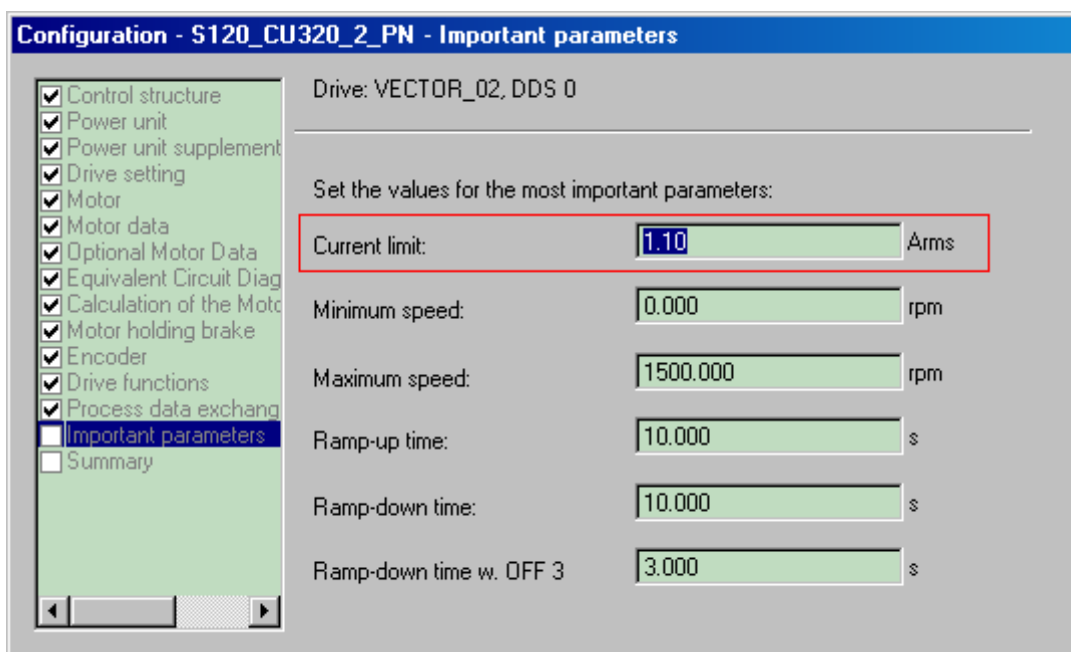 Configuration - S120_CU320_2_PN - Important parameters
Control structure
Power unit
Power unit supplement
Drive setting
Motor
Motor data
Optional Motor Data
Equivalent Circuit Diag
Calculation of the Moto
Motor holding brake
Encoder
Drive functions
Process data exchang
Important parameters
Summary
Drive: VECTOR_02, DDS 0
Set the values for the most important parameters:
Current limit: 1.10 Arms
Minimum speed: 0.000 rpm
Maximum speed: 1500.000 rpm
Ramp-up time: 10.000 s
Ramp-down time: 10.000 s
Ramp-down time w. OFF 3 3.000 s